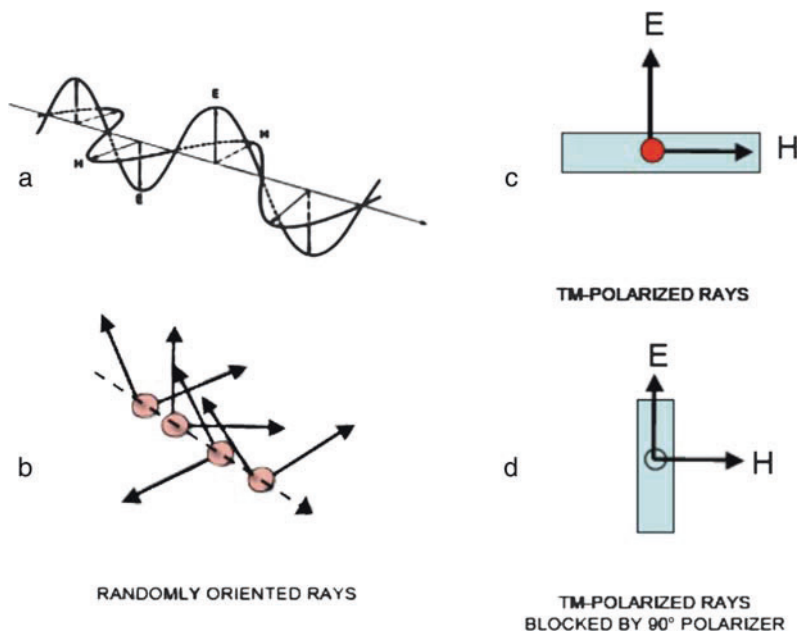 a
E
H
H
E
b
RANDOMLY ORIENTED RAYS
c
E
H
TM-POLARIZED RAYS
d
E
H
TM-POLARIZED RAYS
BLOCKED BY 90° POLARIZER